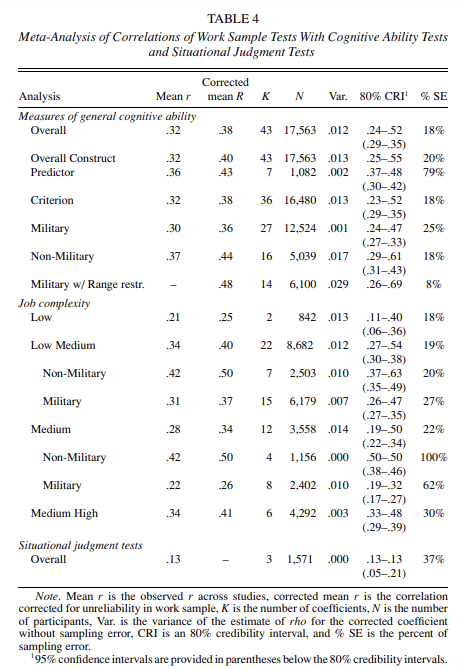 TABLE 4
Meta-Analysis of Correlations of Work Sample Tests With Cognitive Ability Tests
and Situational Judgment Tests
Corrected
Analysis Mean r mean R K N Var. 80% CRI¹ % SE
Measures of general cognitive ability
Overall .32 .38 43 17,563 .012 .24–.52 18%
(.29–.35)
Overall Construct .32 .40 43 17,563 .013 .25–.55 20%
Predictor .36 .43 7 1,082 .002 .37–.48 79%
(.30–.42)
Criterion .32 .38 36 16,480 .013 .23–.52 18%
(.29–.35)
Military .30 .36 27 12,524 .001 .24–.47 25%
(.27–.33)
Non-Military .37 .44 16 5,039 .017 .29–.61 18%
(.31–.43)
Military w/ Range restr. – .48 14 6,100 .029 .26–.69 8%
Job complexity
Low .21 .25 2 842 .013 .11–.40 18%
(.06–.36)
Low Medium .34 .40 22 8,682 .012 .27–.54 19%
(.30–.38)
Non-Military .42 .50 7 2,503 .010 .37–.63 20%
(.35–.49)
Military .31 .37 15 6,179 .007 .26–.47 27%
(.27–.35)
Medium .28 .34 12 3,558 .014 .19–.50 22%
(.22–.34)
Non-Military .42 .50 4 1,156 .000 .50–.50 100%
(.38–.46)
Military .22 .26 8 2,402 .010 .19–.32 62%
(.17–.27)
Medium High .34 .41 6 4,292 .003 .33–.48 30%
(.29–.39)
Situational judgment tests
Overall .13 – 3 1,571 .000 .13–.13 37%
(.05–.21)
Note. Mean r is the observed r across studies, corrected mean r is the correlation
corrected for unreliability in work sample, K is the number of coefficients, N is the number
of participants, Var. is the variance of the estimate of rho for the corrected coefficient
without sampling error, CRI is an 80% credibility interval, and % SE is the percent of
sampling error.
¹95% confidence intervals are provided in parentheses below the 80% credibility intervals.